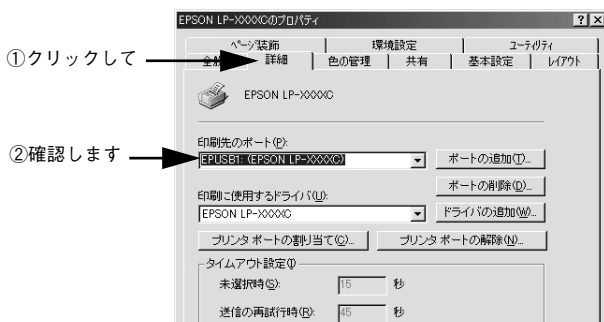 EPSON LP-XXXXCのプロパティ
ページ装飾 環境設定 ユーティリティ
①クリックして
全般 詳細 色の管理 共有 基本設定 レイアウト
EPSON LP-XXXXC
印刷先のポート(P):
②確認します
EPUSB1: (EPSON LP-XXXXC) ポートの追加(T)...
ポートの削除(D)...
印刷に使用するドライバ(U):
EPSON LP-XXXXC ドライバの追加(W)...
プリンタ ポートの割り当て(C)... プリンタ ポートの解除(N)...
タイムアウト設定(I)
未選択時(S): 15 秒
送信の再試行時(R): 45 秒